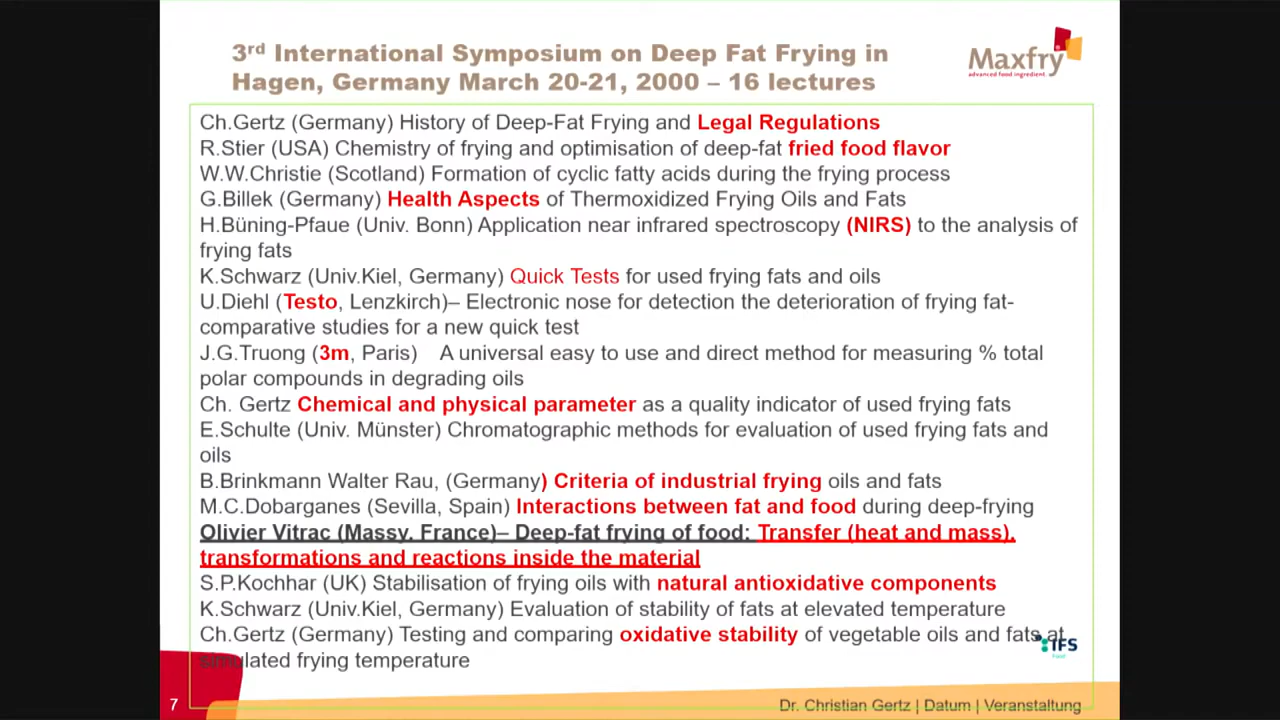 3rd International Symposium on Deep Fat Frying in
Hagen, Germany March 20-21, 2000 – 16 lectures
Maxfry
advanced food ingredient.
Ch.Gertz (Germany) History of Deep-Fat Frying and Legal Regulations
R.Stier (USA) Chemistry of frying and optimisation of deep-fat fried food flavor
W.W.Christie (Scotland) Formation of cyclic fatty acids during the frying process
G.Billek (Germany) Health Aspects of Thermoxidized Frying Oils and Fats
H.Büning-Pfaue (Univ. Bonn) Application near infrared spectroscopy (NIRS) to the analysis of
frying fats
K.Schwarz (Univ.Kiel, Germany) Quick Tests for used frying fats and oils
U.Diehl (Testo, Lenzkirch)– Electronic nose for detection the deterioration of frying fat-
comparative studies for a new quick test
J.G.Truong (3m, Paris) A universal easy to use and direct method for measuring % total
polar compounds in degrading oils
Ch. Gertz Chemical and physical parameter as a quality indicator of used frying fats
E.Schulte (Univ. Münster) Chromatographic methods for evaluation of used frying fats and
oils
B.Brinkmann Walter Rau, (Germany) Criteria of industrial frying oils and fats
M.C.Dobarganes (Sevilla, Spain) Interactions between fat and food during deep-frying
Olivier Vitrac (Massy, France)– Deep-fat frying of food: Transfer (heat and mass),
transformations and reactions inside the material
S.P.Kochhar (UK) Stabilisation of frying oils with natural antioxidative components
K.Schwarz (Univ.Kiel, Germany) Evaluation of stability of fats at elevated temperature
Ch.Gertz (Germany) Testing and comparing oxidative stability of vegetable oils and fats at
simulated frying temperature
IFS
Food
7
Dr. Christian Gertz | Datum | Veranstaltung